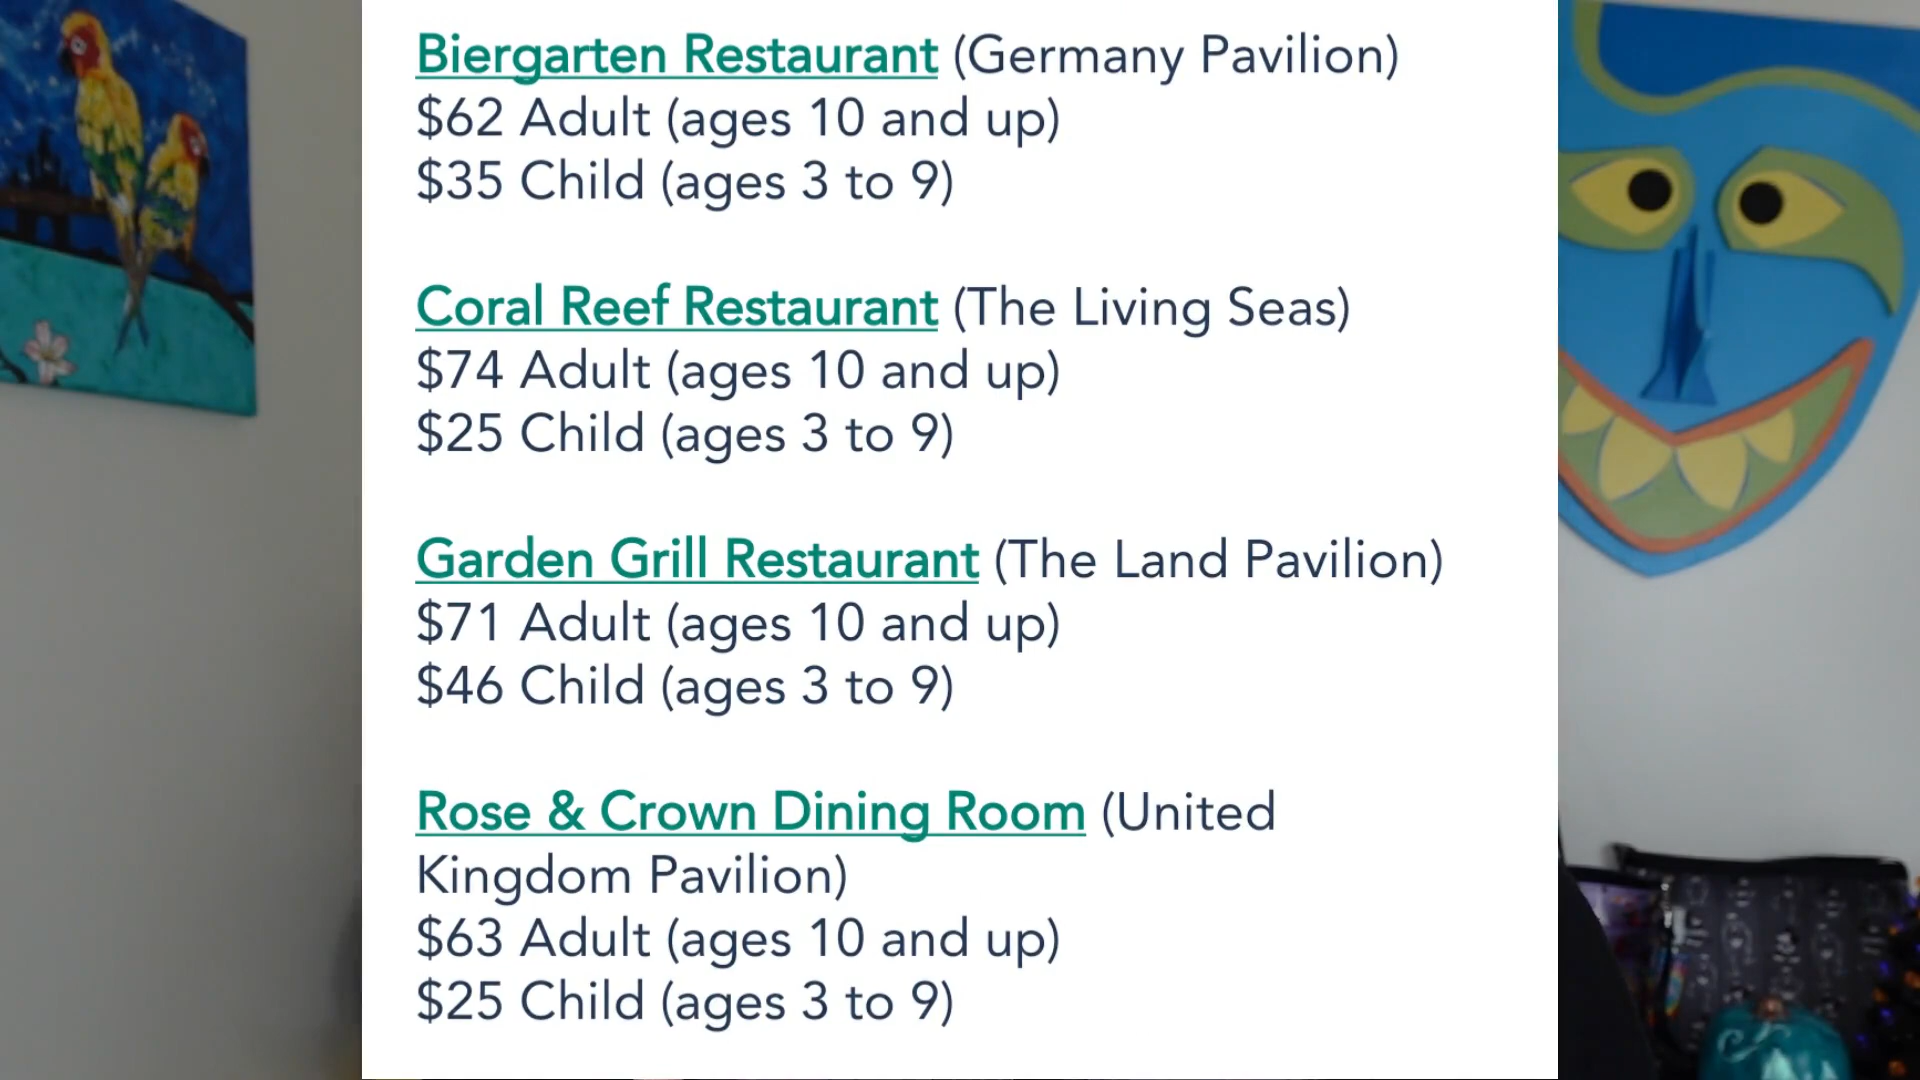 Biergarten Restaurant (Germany Pavilion)
$62 Adult (ages 10 and up)
$35 Child (ages 3 to 9)
Coral Reef Restaurant (The Living Seas)
$74 Adult (ages 10 and up)
$25 Child (ages 3 to 9)
Garden Grill Restaurant (The Land Pavilion)
$71 Adult (ages 10 and up)
$46 Child (ages 3 to 9)
Rose & Crown Dining Room (United
Kingdom Pavilion)
$63 Adult (ages 10 and up)
$25 Child (ages 3 to 9)